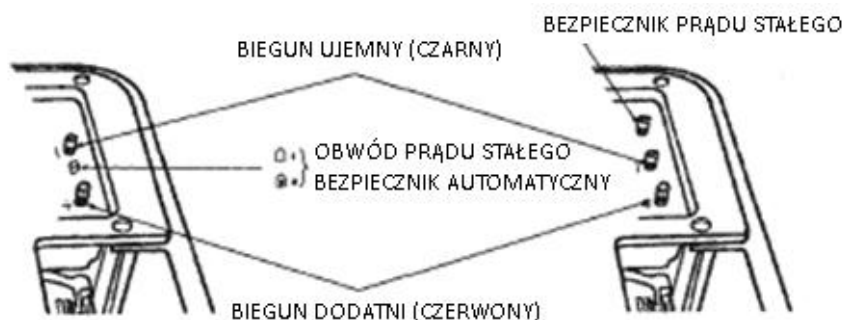 BEZPIECZNIK PRĄDU STAŁEGO
BIEGUN UJEMNY (CZARNY)
OBWÓD PRĄDU STAŁEGO
BEZPIECZNIK AUTOMATYCZNY
BIEGUN DODATNI (CZERWONY)